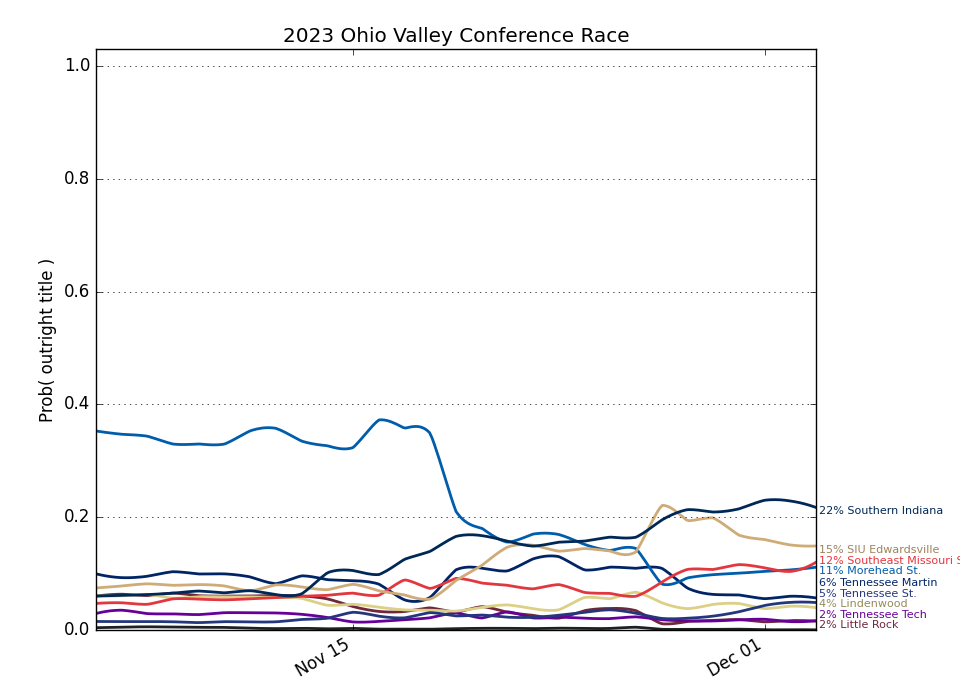 2023 Ohio Valley Conference Race
1.0
0.8
0.6
0.4
0.2
0.0
Prob( outright title )
Nov 15
Dec 01
22% Southern Indiana
15% SIU Edwardsville
12% Southeast Missouri S
11% Morehead St.
6% Tennessee Martin
5% Tennessee St.
4% Lindenwood
2% Tennessee Tech
2% Little Rock